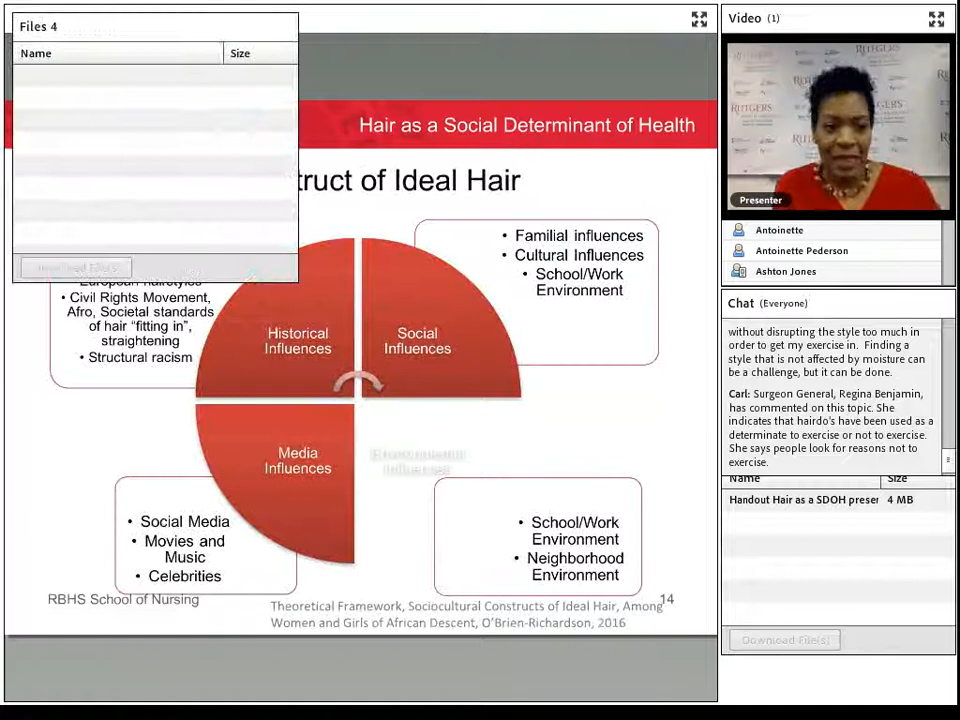 Files 4
Name Size
Download File(s)
Hair as a Social Determinant of Health
truct of Ideal Hair
European hairstyles
• Civil Rights Movement,
Afro, Societal standards
of hair “fitting in”,
straightening
• Structural racism
Historical
Influences
Social
Influences
• Familial influences
• Cultural Influences
• School/Work
Environment
Media
Influences
Environmental
Influences
• Social Media
• Movies and
Music
• Celebrities
• School/Work
Environment
• Neighborhood
Environment
RBHS School of Nursing
Theoretical Framework, Sociocultural Constructs of Ideal Hair, Among
Women and Girls of African Descent, O’Brien-Richardson, 2016
14
Video (1)
RUTGERS
RUTGERS
Presenter
Antoinette
Antoinette Pederson
Ashton Jones
Chat (Everyone)
without disrupting the style too much in
order to get my exercise in. Finding a
style that is not affected by moisture can
be a challenge, but it can be done.
Carl: Surgeon General, Regina Benjamin,
has commented on this topic. She
indicates that hairdo's have been used as a
determinate to exercise or not to exercise.
She says people look for reasons not to
exercise.
Name Size
Handout Hair as a SDOH preser 4 MB
Download File(s)